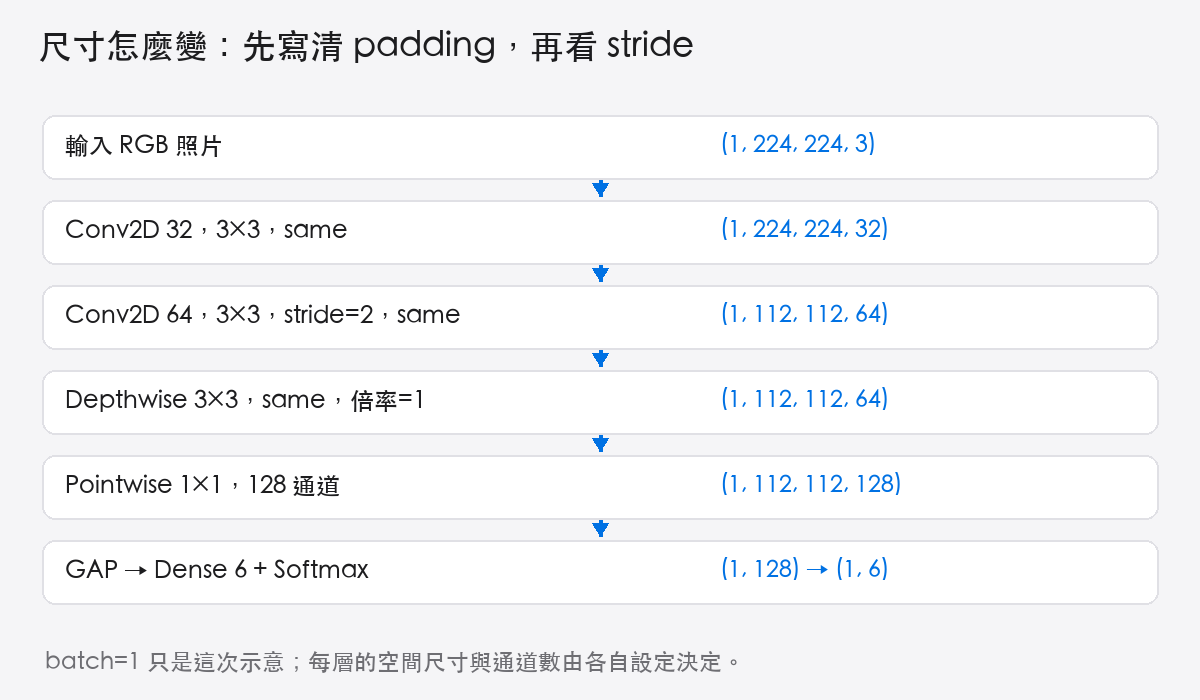 尺寸怎麼變：先寫清 padding，再看 stride
輸入 RGB 照片
(1, 224, 224, 3)
Conv2D 32，3×3，same
(1, 224, 224, 32)
Conv2D 64，3×3，stride=2，same
(1, 112, 112, 64)
Depthwise 3×3，same，倍率=1
(1, 112, 112, 64)
Pointwise 1×1，128 通道
(1, 112, 112, 128)
GAP → Dense 6 + Softmax
(1, 128) → (1, 6)
batch=1 只是這次示意；每層的空間尺寸與通道數由各自設定決定。